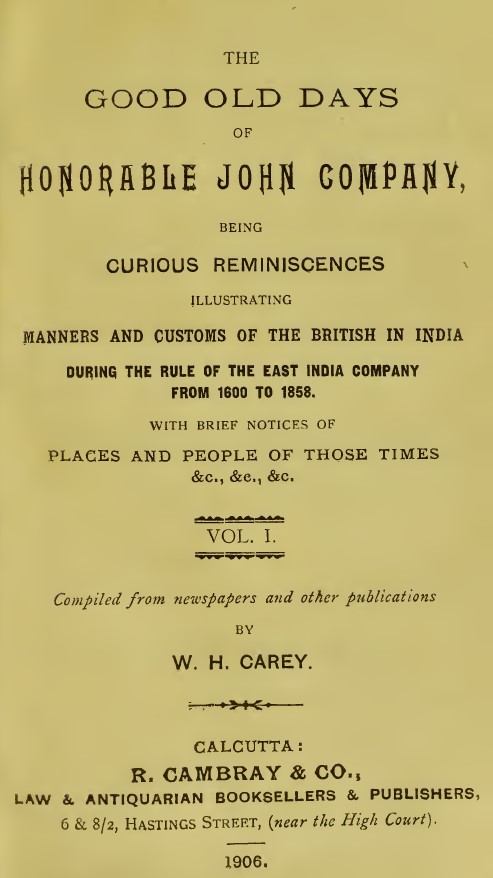 THE
GOOD OLD DAYS
OF
HONORABLE JOHN COMPANY,
BEING
CURIOUS REMINISCENCES
ILLUSTRATING
MANNERS AND CUSTOMS OF THE BRITISH IN INDIA
DURING THE RULE OF THE EAST INDIA COMPANY
FROM 1600 TO 1858.
WITH BRIEF NOTICES OF
PLACES AND PEOPLE OF THOSE TIMES
&c., &e., &c.
VOL. I.
Compiled from newspapers and other publications
BY
W. H. CAREY.
CALCUTTA:
R. CAMBRAY & CO.,
LAW & ANTIQUARIAN BOOKSELLERS & PUBLISHERS,
6 & 8/2, HASTINGS STREET, (near the High Court).
1906.